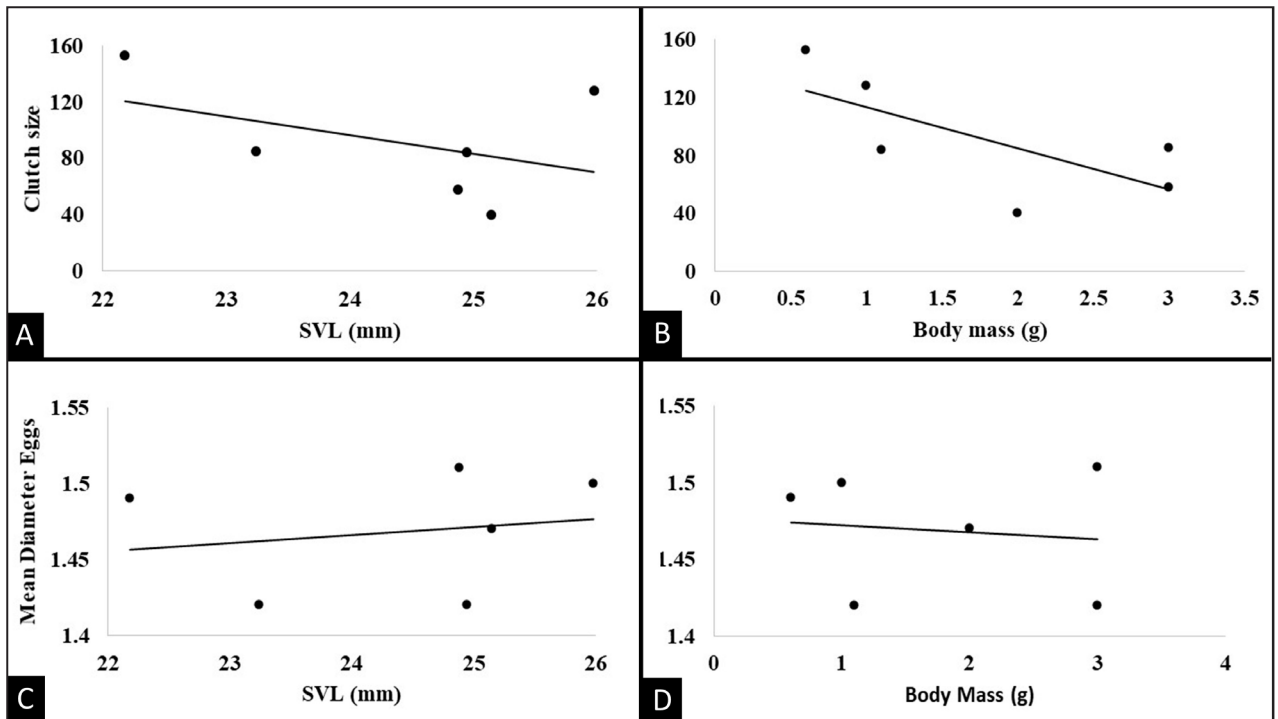 160
120
80
40
0
Clutch size
22 23 24 25 26
SVL (mm)
A
160
120
80
40
0
0 0.5 1 1.5 2 2.5 3 3.5
Body mass (g)
B
1.55
1.5
1.45
1.4
Mean Diameter Eggs
22 23 24 25 26
SVL (mm)
C
1.55
1.5
1.45
1.4
0 1 2 3 4
Body Mass (g)
D